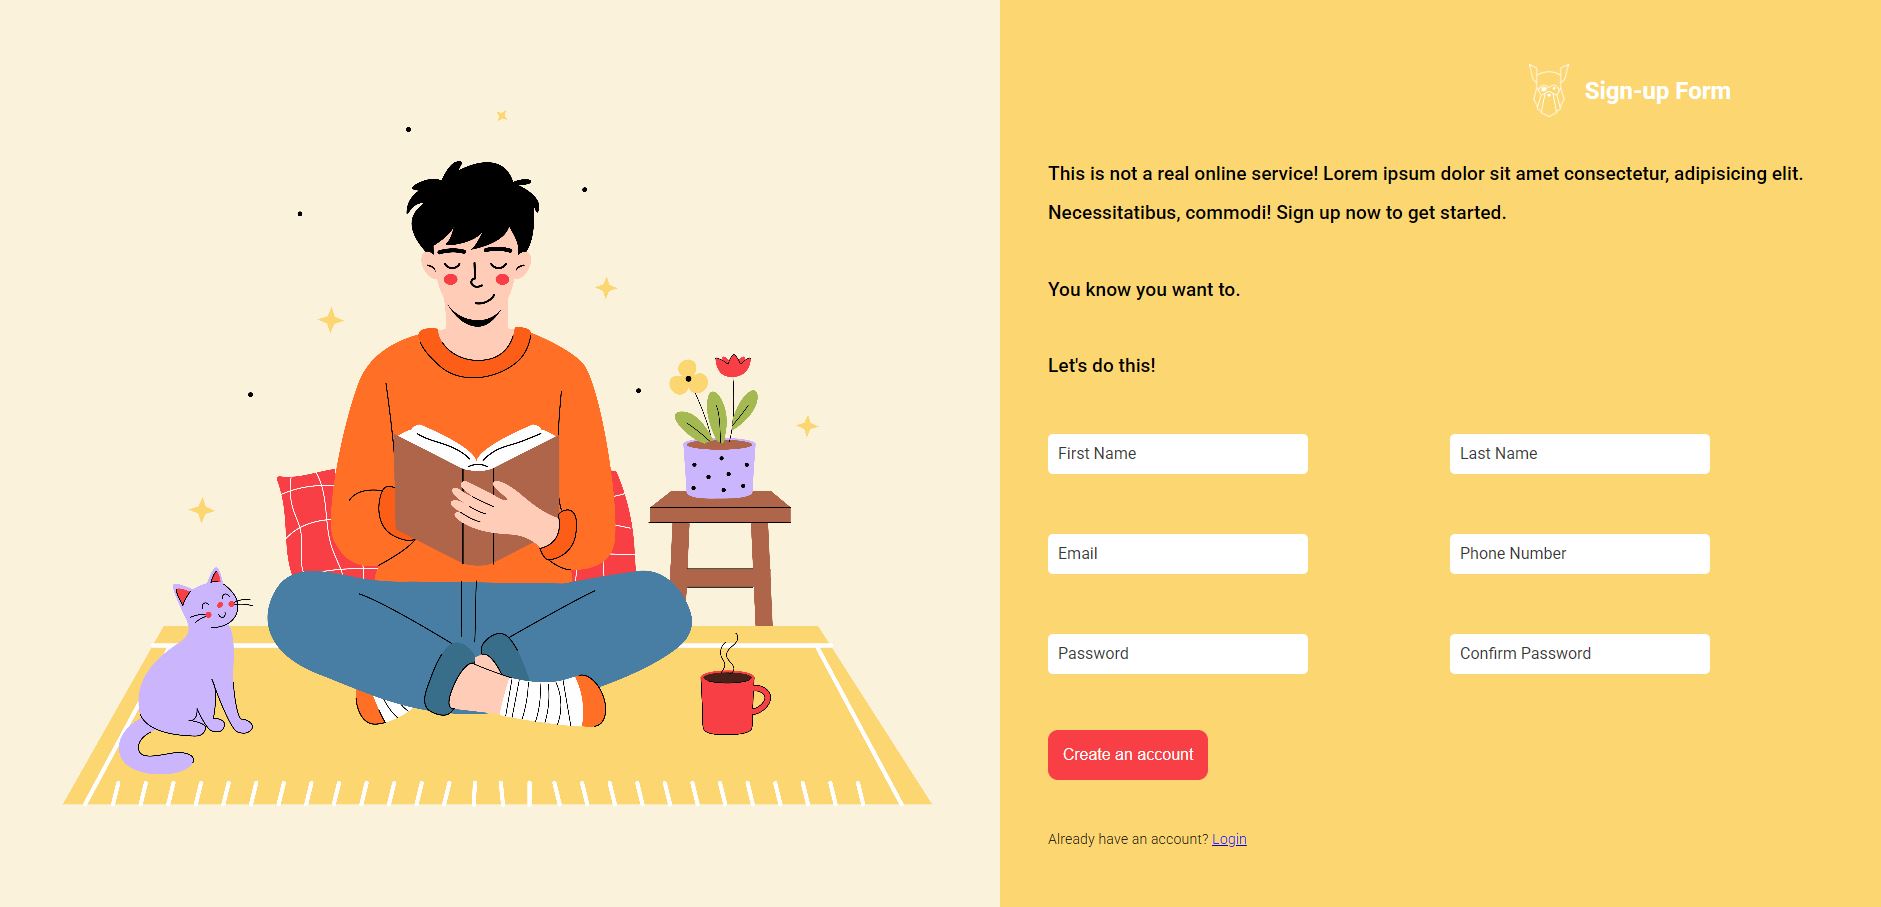 Sign-up Form
This is not a real online service! Lorem ipsum dolor sit amet consectetur, adipisicing elit.
Necessitatibus, commodi! Sign up now to get started.
You know you want to.
Let's do this!
First Name
Last Name
Email
Phone Number
Password
Confirm Password
Create an account
Already have an account? Login